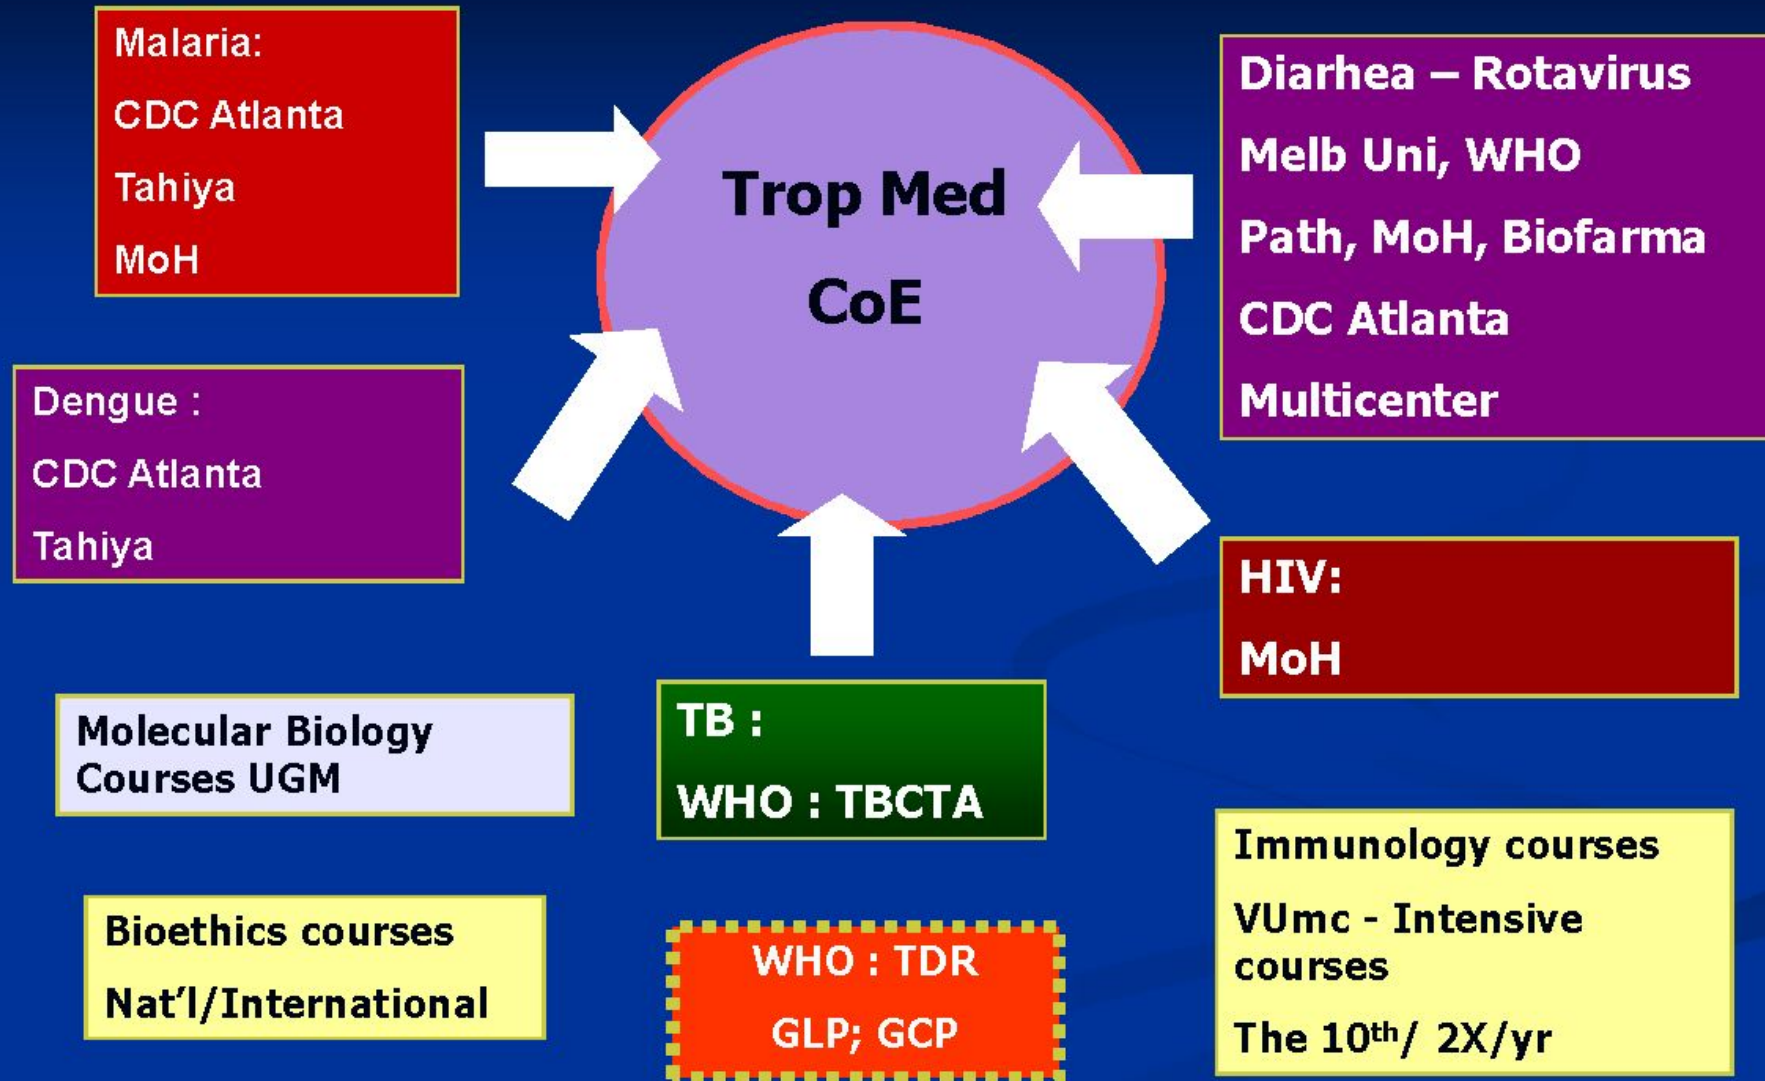 Malaria:
CDC Atlanta
Tahiya
MoH
Trop Med
CoE
Diarhea – Rotavirus
Melb Uni, WHO
Path, MoH, Biofarma
CDC Atlanta
Multicenter
Dengue :
CDC Atlanta
Tahiya
HIV:
MoH
Molecular Biology
Courses UGM
TB :
WHO : TBCTA
Immunology courses
VUmc - Intensive
courses
The 10th/ 2X/yr
Bioethics courses
Nat'l/International
WHO : TDR
GLP; GCP